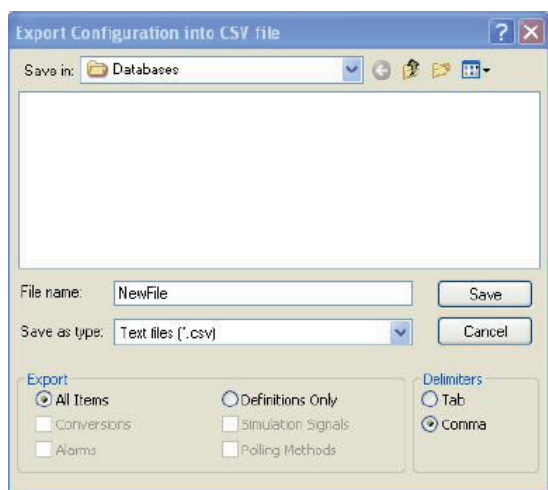 Export Configuration into CSV file
Save in: Databases
File name: NewFile Save
Save as type: Text files (*.csv) Cancel
Export Delimiters
All Items Definitions Only Tab
Conversions Simulation Signals Comma
Alarms Polling Methods